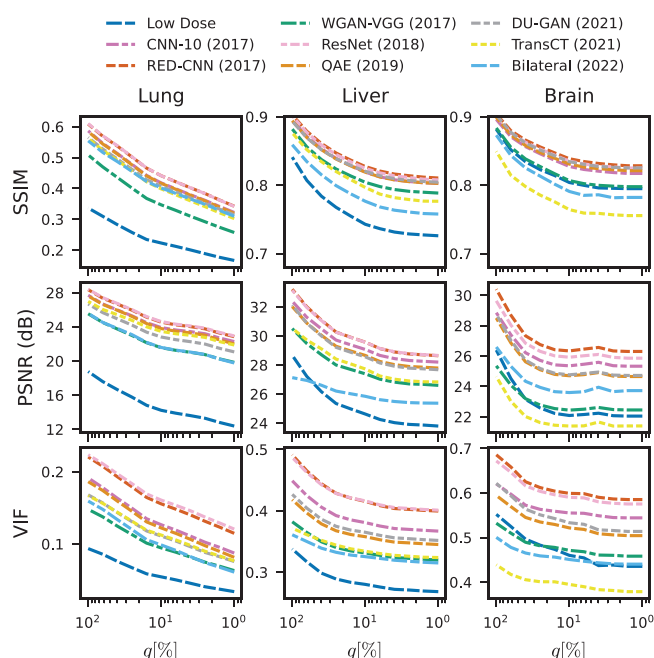 Low Dose
CNN-10 (2017)
RED-CNN (2017)
WGAN-VGG (2017)
ResNet (2018)
QAE (2019)
DU-GAN (2021)
TransCT (2021)
Bilateral (2022)
Lung Liver Brain
SSIM
0.6
0.5
0.4
0.3
0.2
0.9
0.8
0.7
0.9
0.8
0.7
PSNR (dB)
28
24
20
16
12
32
30
28
26
24
30
28
26
24
22
VIF
0.2
0.1
0.5
0.4
0.3
0.7
0.6
0.5
0.4
10² 10¹ 10⁰ 10² 10¹ 10⁰ 10² 10¹ 10⁰
q[%] q[%] q[%]